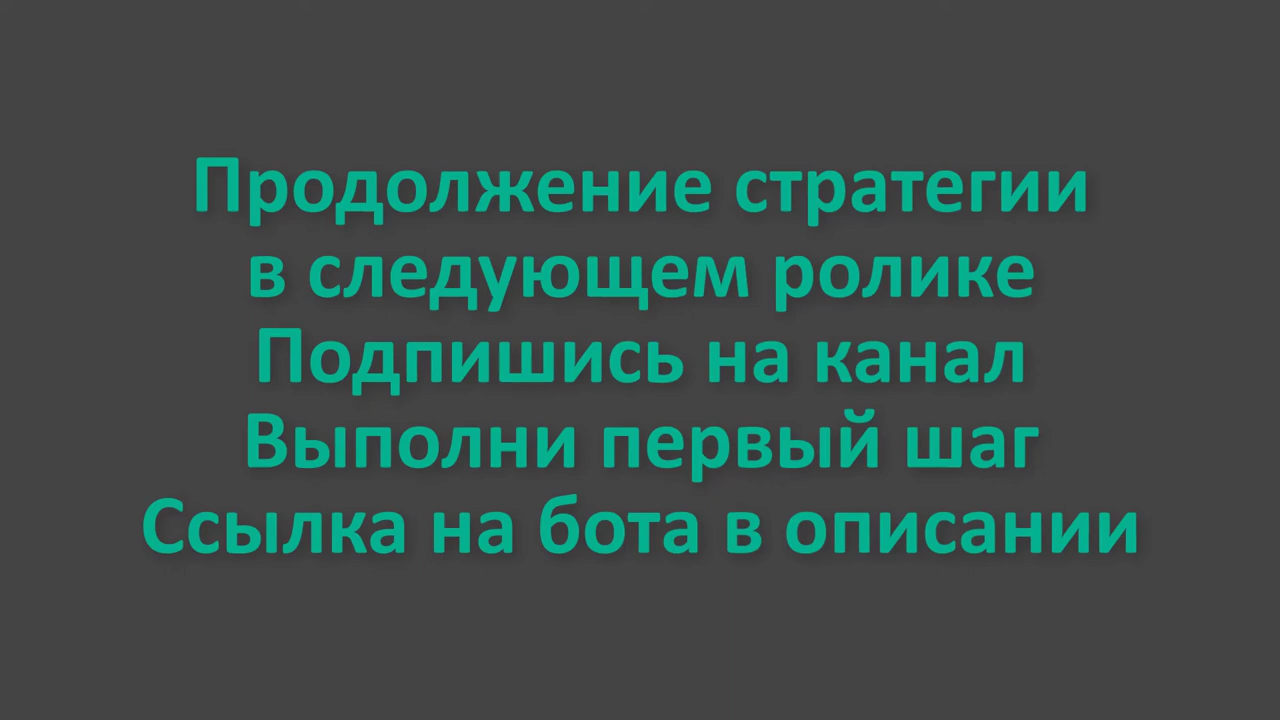 Продолжение стратегии
в следующем ролике
Подпишись на канал
Выполни первый шаг
Ссылка на бота в описании